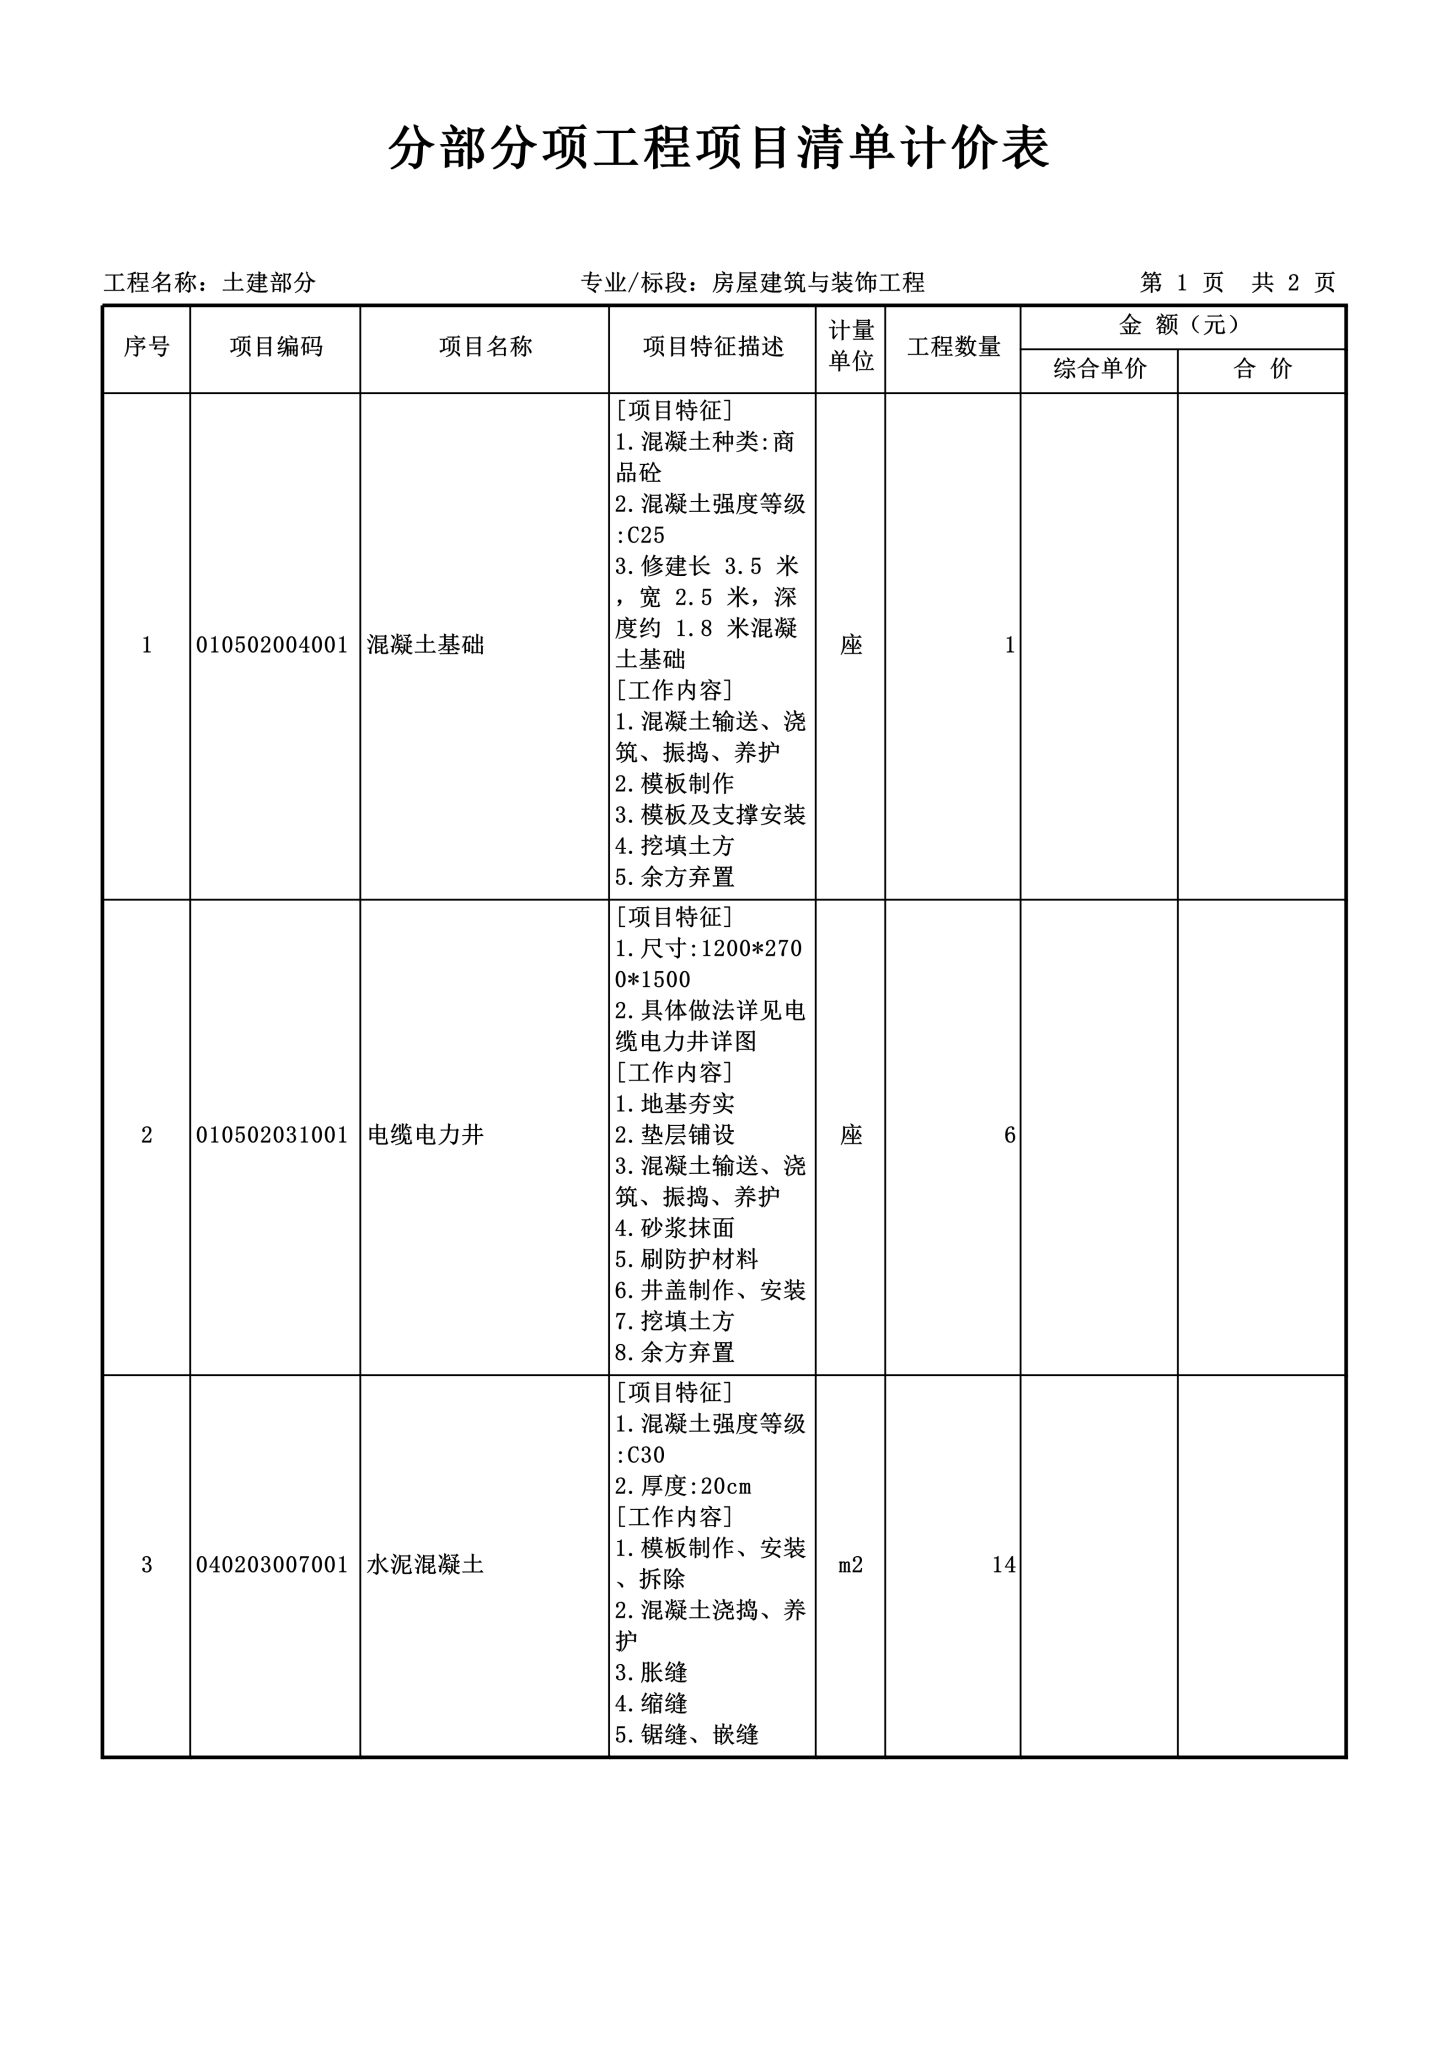 分部分项工程项目清单计价表
工程名称：土建部分 专业/标段：房屋建筑与装饰工程 第 1 页 共 2 页
序号 项目编码 项目名称 项目特征描述 计量单位 工程数量 金 额（元）
综合单价 合 价
1 010502004001 混凝土基础
[项目特征]
1.混凝土种类:商
品砼
2.混凝土强度等级
:C25
3.修建长 3.5 米
，宽 2.5 米，深
度约 1.8 米混凝
土基础
[工作内容]
1.混凝土输送、浇
筑、振捣、养护
2.模板制作
3.模板及支撑安装
4.挖填土方
5.余方弃置
座 1
2 010502031001 电缆电力井
[项目特征]
1.尺寸:1200*270
0*1500
2.具体做法详见电
缆电力井详图
[工作内容]
1.地基夯实
2.垫层铺设
3.混凝土输送、浇
筑、振捣、养护
4.砂浆抹面
5.刷防护材料
6.井盖制作、安装
7.挖填土方
8.余方弃置
座 6
3 040203007001 水泥混凝土
[项目特征]
1.混凝土强度等级
:C30
2.厚度:20cm
[工作内容]
1.模板制作、安装
、拆除
2.混凝土浇捣、养
护
3.胀缝
4.缩缝
5.锯缝、嵌缝
m2 14